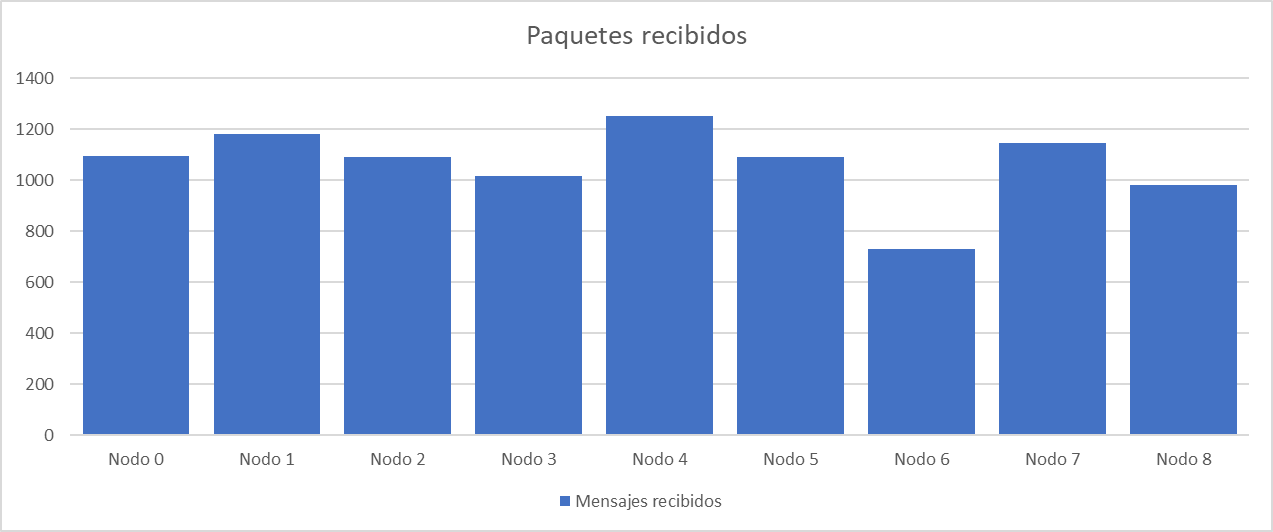 Paquetes recibidos
1400
1200
1000
800
600
400
200
0
Nodo 0 Nodo 1 Nodo 2 Nodo 3 Nodo 4 Nodo 5 Nodo 6 Nodo 7 Nodo 8
Mensajes recibidos